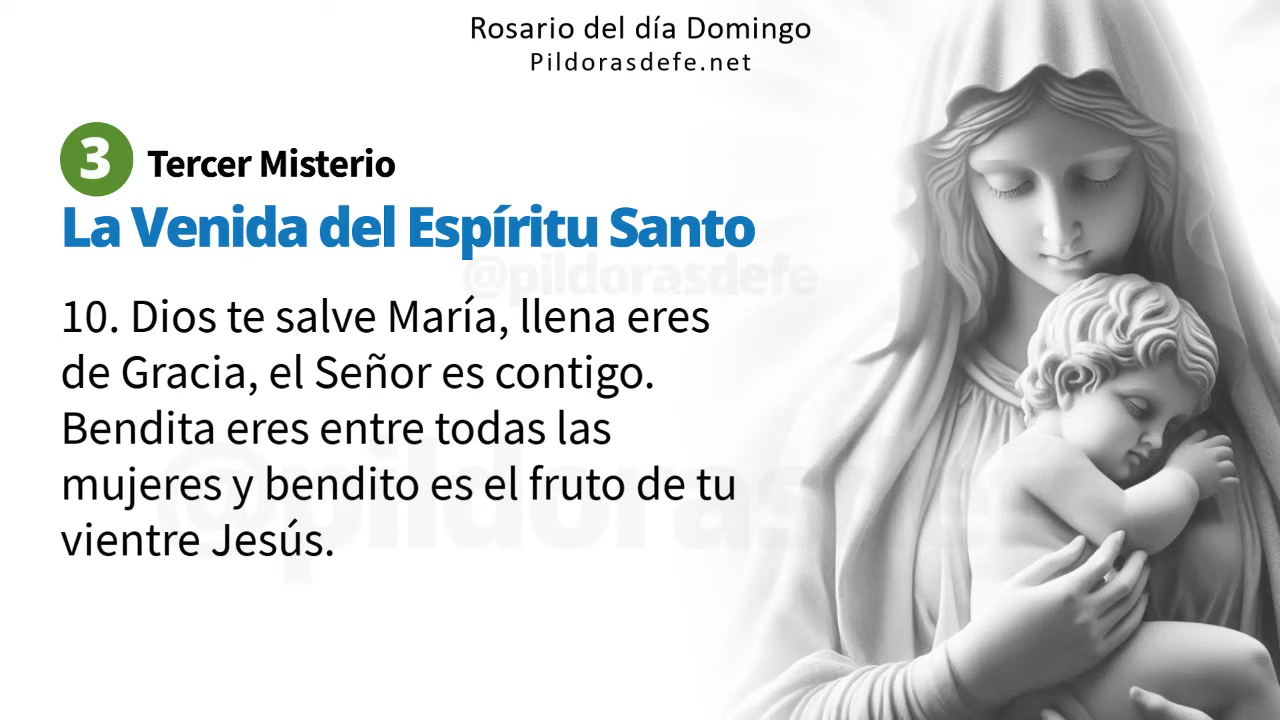 Rosario del día Domingo
Pildorasdefe.net
3 Tercer Misterio
La Venida del Espíritu Santo
@pildorasdefe
10. Dios te salve María, llena eres
de Gracia, el Señor es contigo.
Bendita eres entre todas las
mujeres y bendito es el fruto de tu
vientre Jesús.
@pildorasdefe